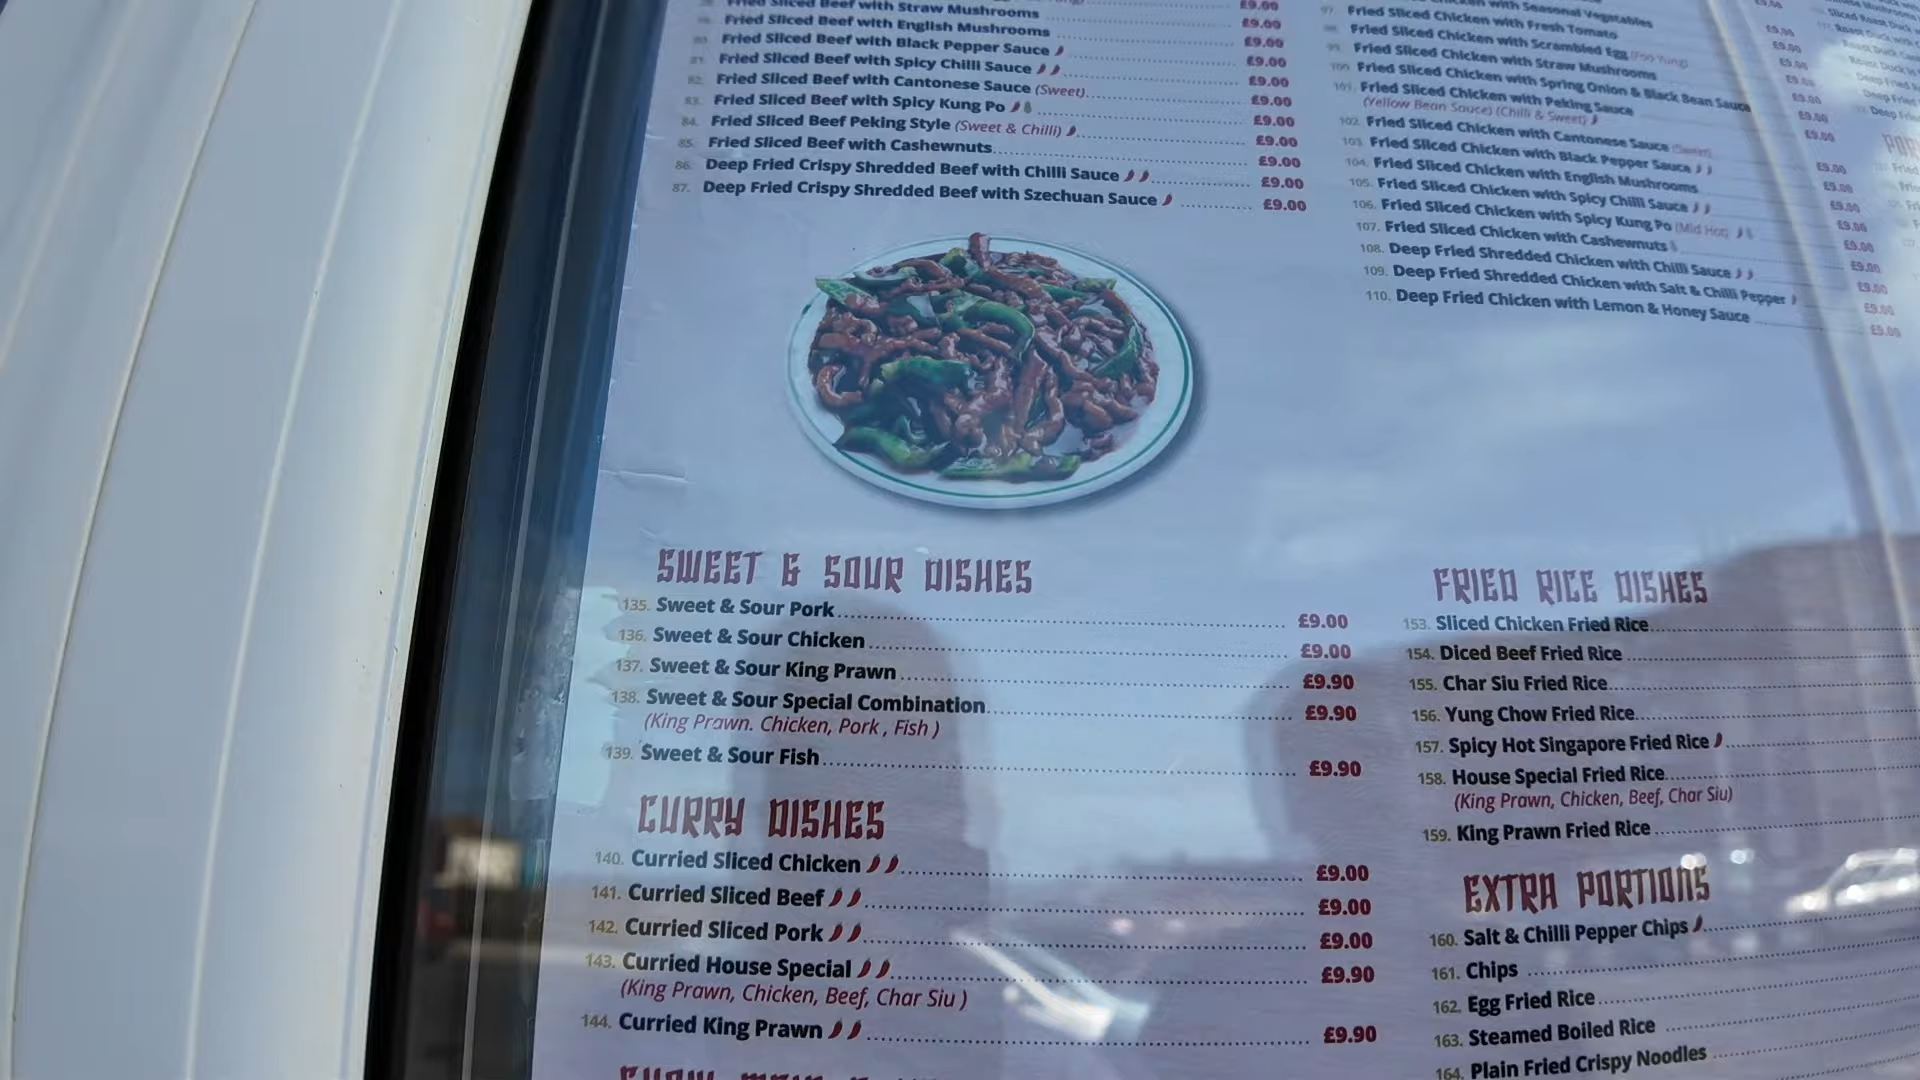 Fried Sliced Beef with Straw Mushrooms £9.00
Fried Sliced Beef with English Mushrooms £9.00
Fried Sliced Beef with Black Pepper Sauce £9.00
81. Fried Sliced Beef with Spicy Chilli Sauce £9.00
82. Fried Sliced Beef with Cantonese Sauce (Sweet) £9.00
83. Fried Sliced Beef with Spicy Kung Po £9.00
84. Fried Sliced Beef Peking Style (Sweet & Chilli) £9.00
85. Fried Sliced Beef with Cashewnuts £9.00
86. Deep Fried Crispy Shredded Beef with Chilli Sauce £9.00
87. Deep Fried Crispy Shredded Beef with Szechuan Sauce £9.00
SWEET & SOUR DISHES
135. Sweet & Sour Pork £9.00
136. Sweet & Sour Chicken £9.00
137. Sweet & Sour King Prawn £9.90
138. Sweet & Sour Special Combination £9.90
(King Prawn. Chicken, Pork , Fish )
139. Sweet & Sour Fish £9.90
CURRY DISHES
140. Curried Sliced Chicken £9.00
141. Curried Sliced Beef £9.00
142. Curried Sliced Pork £9.00
143. Curried House Special £9.90
(King Prawn, Chicken, Beef, Char Siu )
144. Curried King Prawn £9.90
Chicken with Seasonal Vegetables
97. Fried Sliced Chicken with Fresh Tomato
Fried Sliced Chicken with Scrambled Egg (Foo Yung)
99. Fried Sliced Chicken with Straw Mushrooms
100. Fried Sliced Chicken with Spring Onion & Black Bean Sauce
101. Fried Sliced Chicken with Peking Sauce
(Yellow Bean Sauce) (Chilli & Sweet)
102. Fried Sliced Chicken with Cantonese Sauce (Sweet)
103. Fried Sliced Chicken with Black Pepper Sauce
104. Fried Sliced Chicken with English Mushrooms
105. Fried Sliced Chicken with Spicy Chilli Sauce
106. Fried Sliced Chicken with Spicy Kung Po (Mid Hot)
107. Fried Sliced Chicken with Cashewnuts
108. Deep Fried Shredded Chicken with Chilli Sauce
109. Deep Fried Shredded Chicken with Salt & Chilli Pepper
110. Deep Fried Chicken with Lemon & Honey Sauce £9.00
FRIED RICE DISHES
153. Sliced Chicken Fried Rice
154. Diced Beef Fried Rice
155. Char Siu Fried Rice
156. Yung Chow Fried Rice
157. Spicy Hot Singapore Fried Rice
158. House Special Fried Rice
(King Prawn, Chicken, Beef, Char Siu)
159. King Prawn Fried Rice
EXTRA PORTIONS
160. Salt & Chilli Pepper Chips
161. Chips
162. Egg Fried Rice
163. Steamed Boiled Rice
164. Plain Fried Crispy Noodles